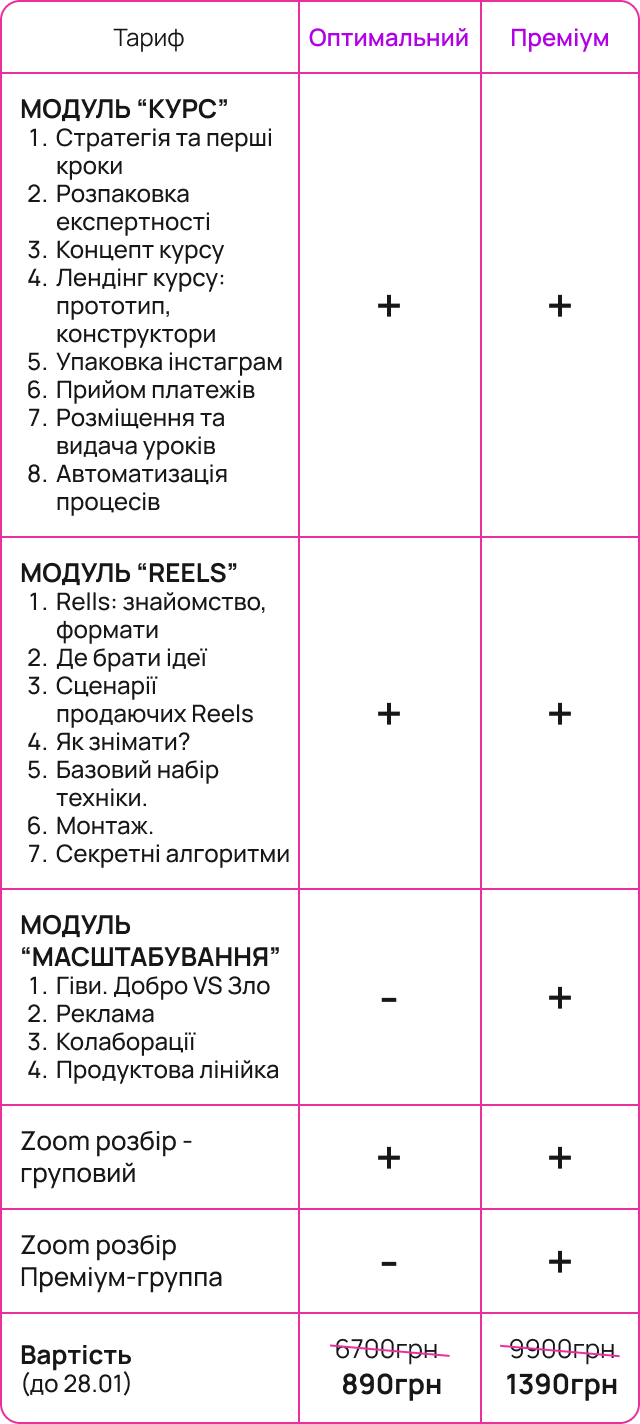 Тариф
Оптимальний
Преміум
МОДУЛЬ “КУРС”
1. Стратегія та перші
кроки
2. Розпаковка
експертності
3. Концепт курсу
4. Лендінг курсу:
прототип,
конструктори
5. Упаковка інстаграм
6. Прийом платежів
7. Розміщення та
видача уроків
8. Автоматизація
процесів
+
+
МОДУЛЬ “REELS”
1. Rells: знайомство,
формати
2. Де брати ідеї
3. Сценарії
продаючих Reels
4. Як знімати?
5. Базовий набір
техніки.
6. Монтаж.
7. Секретні алгоритми
+
+
МОДУЛЬ
“МАСШТАБУВАННЯ”
1. Гіви. Добро VS Зло
2. Реклама
3. Колаборації
4. Продуктова лінійка
-
+
Zoom розбір -
груповий
+
+
Zoom розбір
Преміум-группа
-
+
Вартість
(до 28.01)
6700грн
890грн
9900грн
1390грн